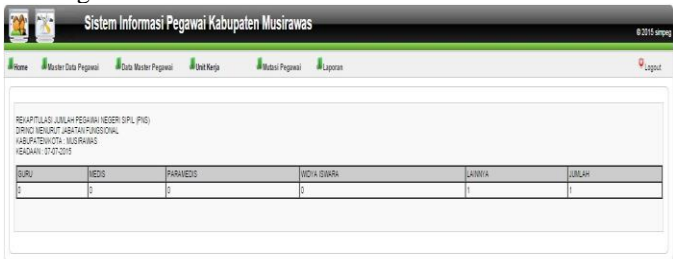 Sistem Informasi Pegawai Kabupaten Musirawas
© 2015 simpeg
Home Master Data Pegawai Data Master Pegawai Unit Kerja Mutasi Pegawai Laporan Logout
REKAPITULASI JUMLAH PEGAWAI NEGERI SIPIL (PNS)
DIRINCI MENURUT JABATAN FUNGSIONAL
KABUPATEN/KOTA : MUSIRAWAS
KEADAAN : 07-07-2015
GURU MEDIS PARAMEDIS WIDYA ISWARA LAINNYA JUMLAH
0 0 0 0 1 1